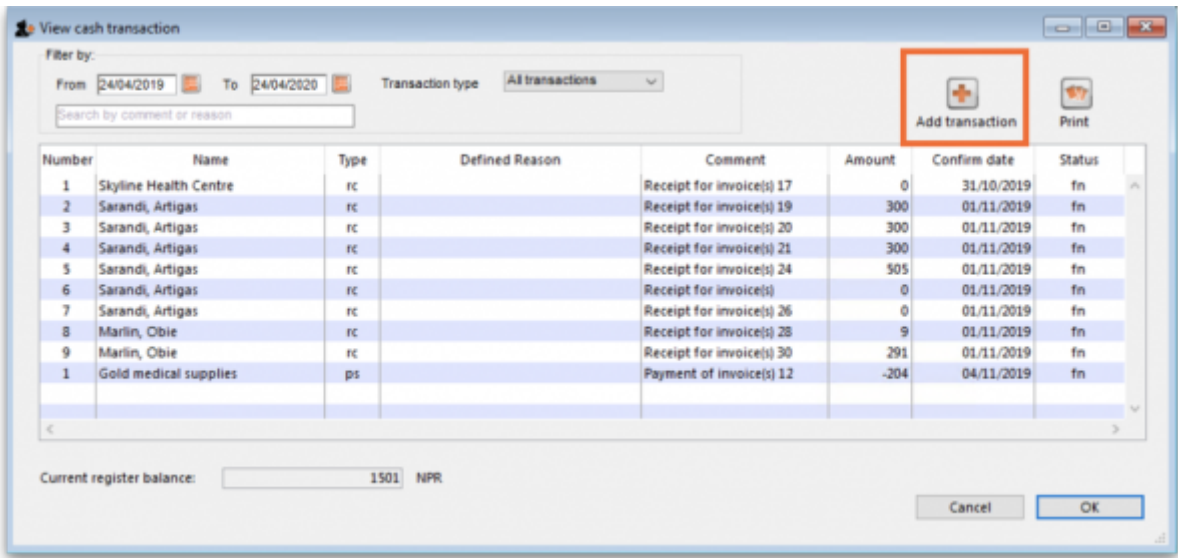 View cash transaction
Filter by:
From 24/04/2019 To 24/04/2020 Transaction type All transactions
Search by comment or reason
Add transaction Print
Number Name Type Defined Reason Comment Amount Confirm date Status
1 Skyline Health Centre rc Receipt for invoice(s) 17 0 31/10/2019 fn
2 Sarandi, Artigas rc Receipt for invoice(s) 19 300 01/11/2019 fn
3 Sarandi, Artigas rc Receipt for invoice(s) 20 300 01/11/2019 fn
4 Sarandi, Artigas rc Receipt for invoice(s) 21 300 01/11/2019 fn
5 Sarandi, Artigas rc Receipt for invoice(s) 24 505 01/11/2019 fn
6 Sarandi, Artigas rc Receipt for invoice(s) 0 01/11/2019 fn
7 Sarandi, Artigas rc Receipt for invoice(s) 26 0 01/11/2019 fn
8 Marlin, Obie rc Receipt for invoice(s) 28 9 01/11/2019 fn
9 Marlin, Obie rc Receipt for invoice(s) 30 291 01/11/2019 fn
1 Gold medical supplies ps Payment of invoice(s) 12 -204 04/11/2019 fn
Current register balance: 1501 NPR
Cancel OK